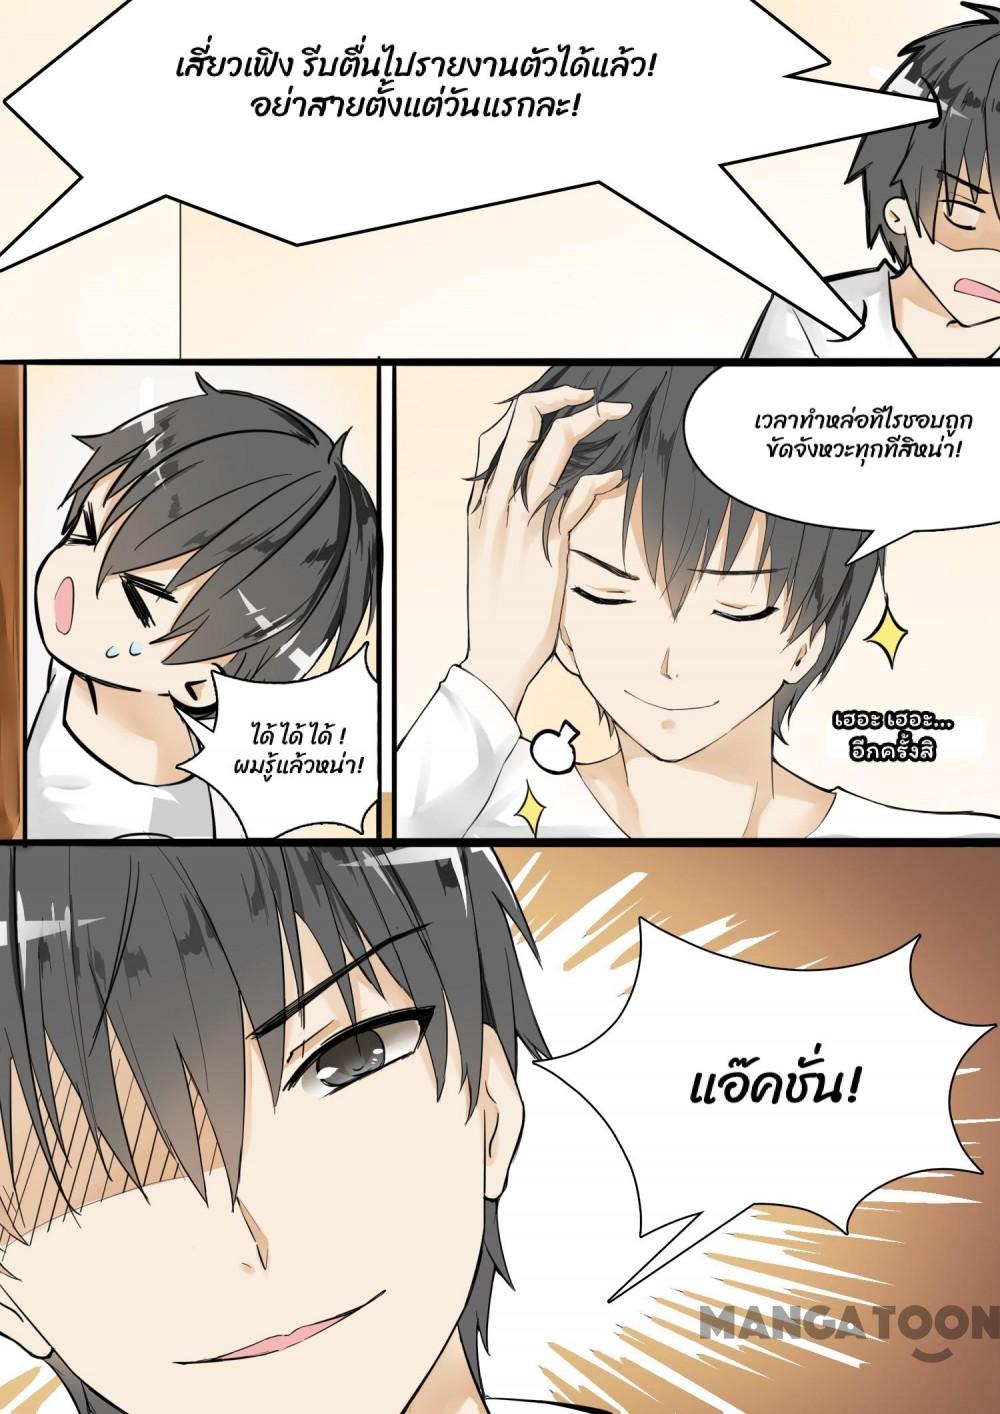 เสี่ยวเฟิง รีบตื่นไปรายงานตัวได้แล้ว!
อย่าสายตั้งแต่วันแรกละ!
เวลาทำหล่อทีไรชอบถูก
ขัดจังหวะทุกทีสิหน่า!
ได้ ได้ ได้ !
ผมรู้แล้วหน่า!
เฮอะ เฮอะ...
อีกครั้งสิ
แอ๊คชั่น!
MANGATOON